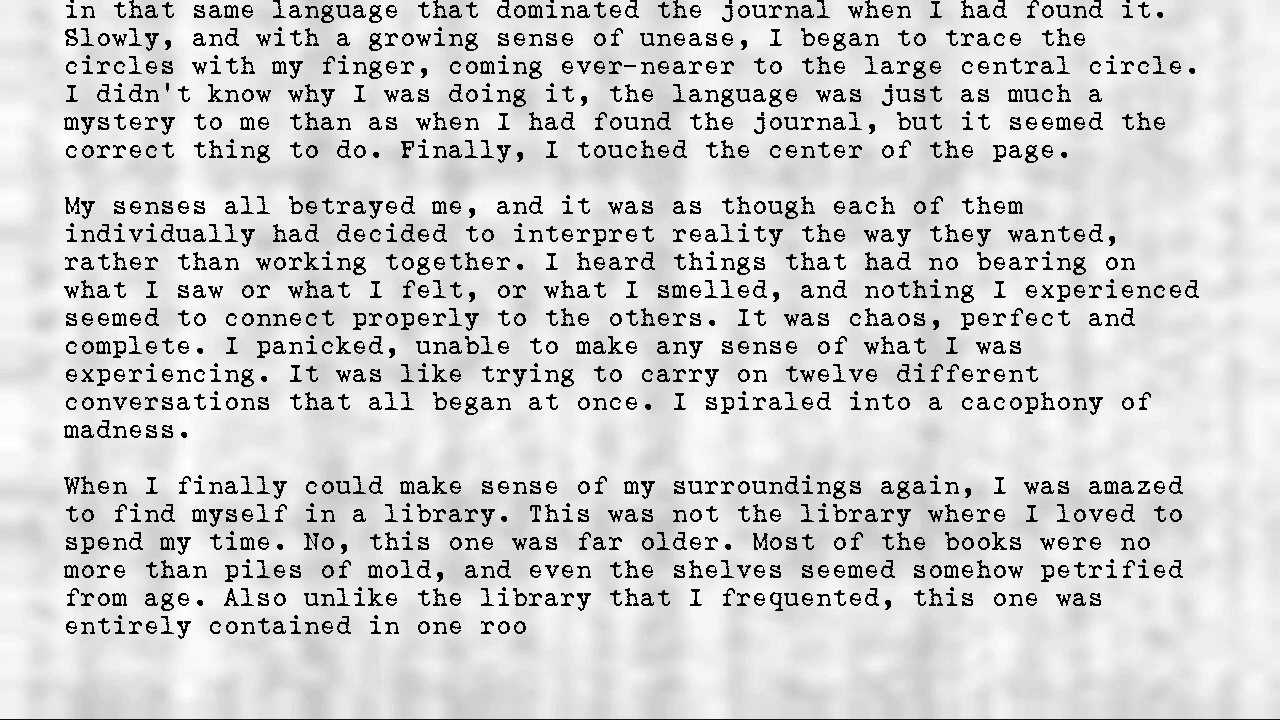 in that same language that dominated the journal when I had found it.
Slowly, and with a growing sense of unease, I began to trace the
circles with my finger, coming ever-nearer to the large central circle.
I didn't know why I was doing it, the language was just as much a
mystery to me than as when I had found the journal, but it seemed the
correct thing to do. Finally, I touched the center of the page.
My senses all betrayed me, and it was as though each of them
individually had decided to interpret reality the way they wanted,
rather than working together. I heard things that had no bearing on
what I saw or what I felt, or what I smelled, and nothing I experienced
seemed to connect properly to the others. It was chaos, perfect and
complete. I panicked, unable to make any sense of what I was
experiencing. It was like trying to carry on twelve different
conversations that all began at once. I spiraled into a cacophony of
madness.
When I finally could make sense of my surroundings again, I was amazed
to find myself in a library. This was not the library where I loved to
spend my time. No, this one was far older. Most of the books were no
more than piles of mold, and even the shelves seemed somehow petrified
from age. Also unlike the library that I frequented, this one was
entirely contained in one roo